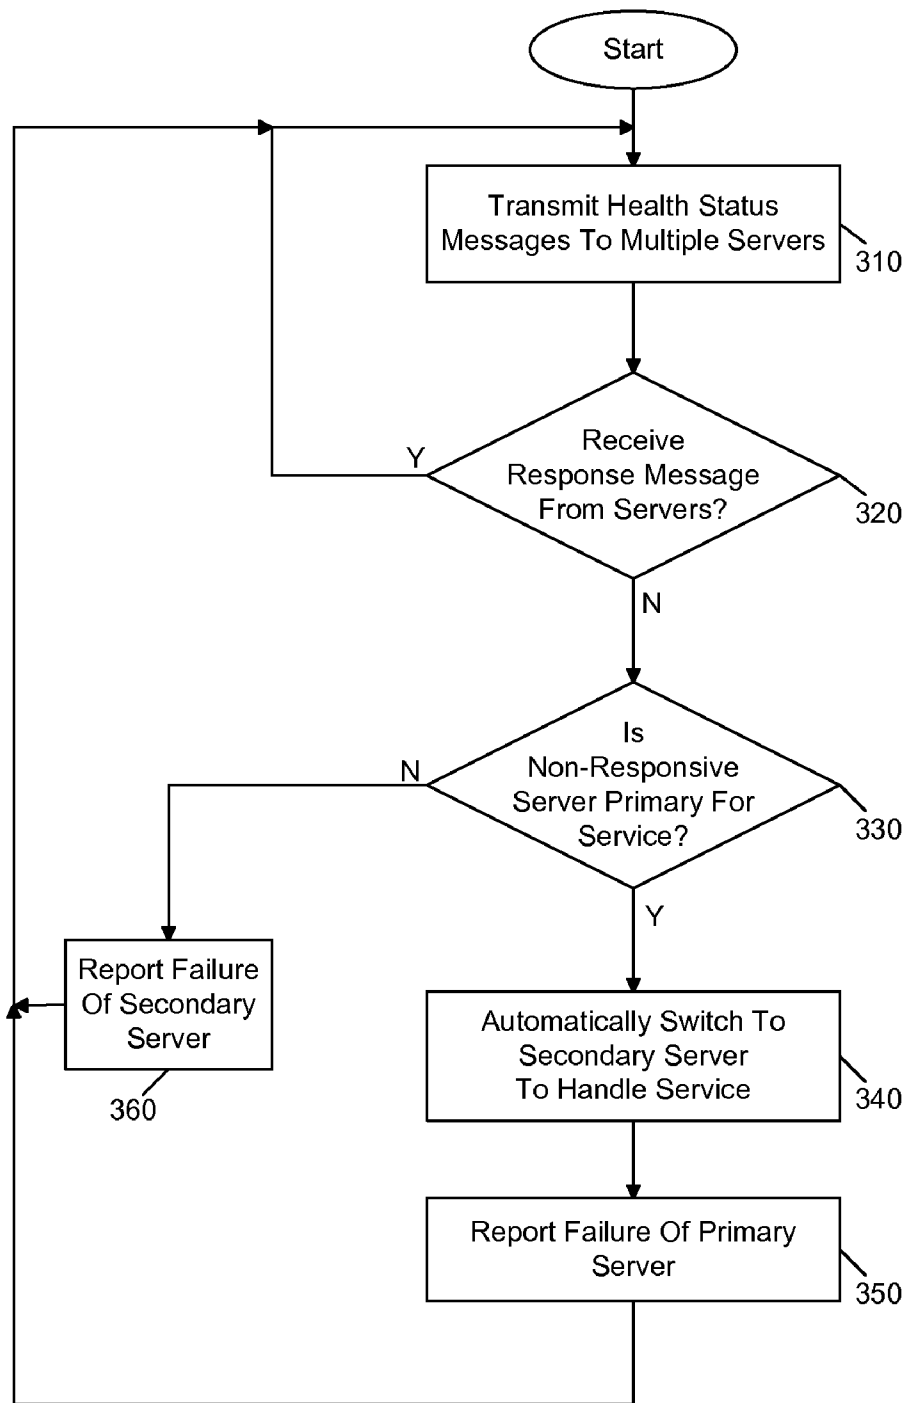 Start
Transmit Health Status
Messages To Multiple Servers
310
Receive
Response Message
From Servers?
Y
320
N
Is
Non-Responsive
Server Primary For
Service?
N
330
Y
Report Failure
Of Secondary
Server
360
Automatically Switch To
Secondary Server
To Handle Service
340
Report Failure Of Primary
Server
350